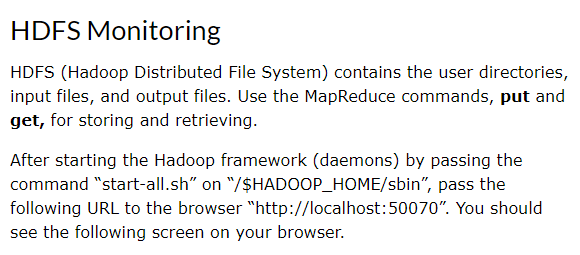 HDFS Monitoring
HDFS (Hadoop Distributed File System) contains the user directories,
input files, and output files. Use the MapReduce commands, put and
get, for storing and retrieving.
After starting the Hadoop framework (daemons) by passing the
command “start-all.sh” on “/$HADOOP_HOME/sbin”, pass the
following URL to the browser “http://localhost:50070”. You should
see the following screen on your browser.